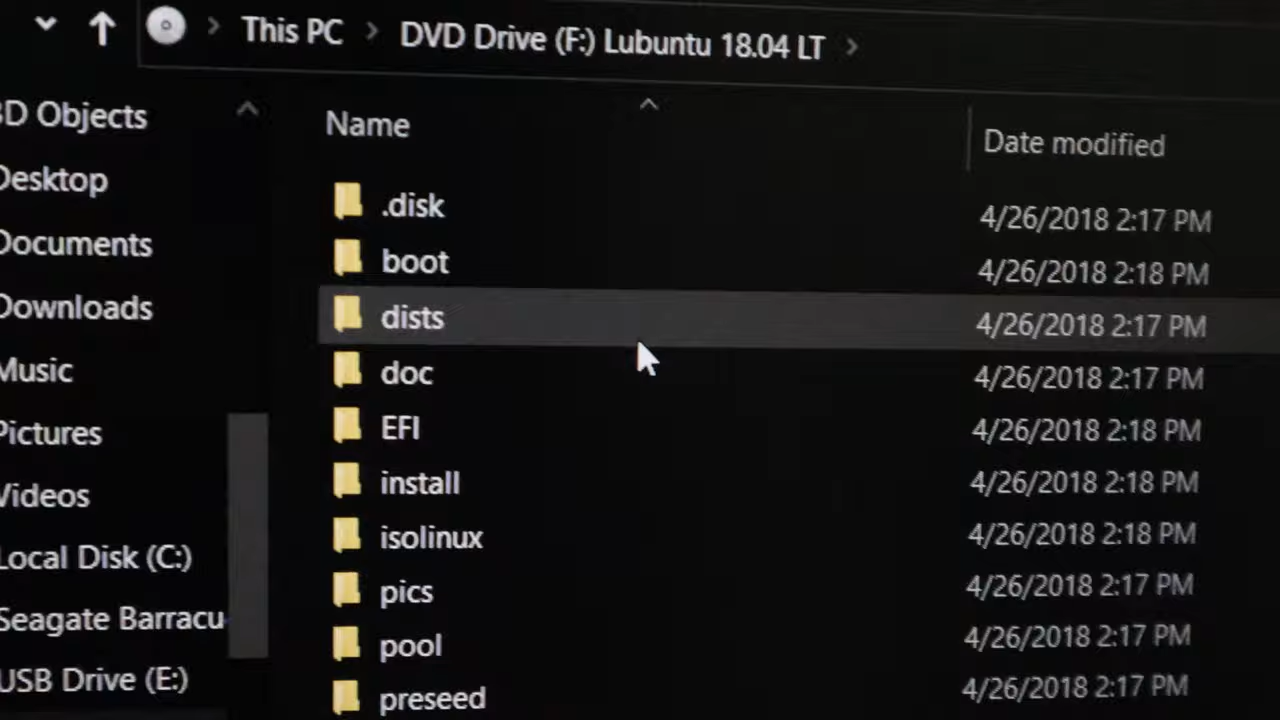 This PC > DVD Drive (F:) Lubuntu 18.04 LT >
Name
Date modified
3D Objects
Desktop
Documents
Downloads
Music
Pictures
Videos
Local Disk (C:)
Seagate Barracu
USB Drive (E:)
.disk 4/26/2018 2:17 PM
boot 4/26/2018 2:18 PM
dists 4/26/2018 2:17 PM
doc 4/26/2018 2:17 PM
EFI 4/26/2018 2:18 PM
install 4/26/2018 2:18 PM
isolinux 4/26/2018 2:18 PM
pics 4/26/2018 2:17 PM
pool 4/26/2018 2:17 PM
preseed 4/26/2018 2:17 PM